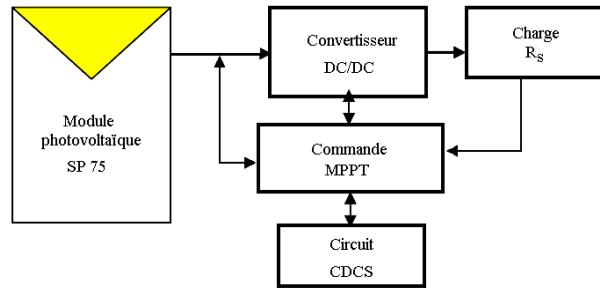 Module
photovoltaïque
SP 75
Convertisseur
DC/DC
Charge
RS
Commande
MPPT
Circuit
CDCS